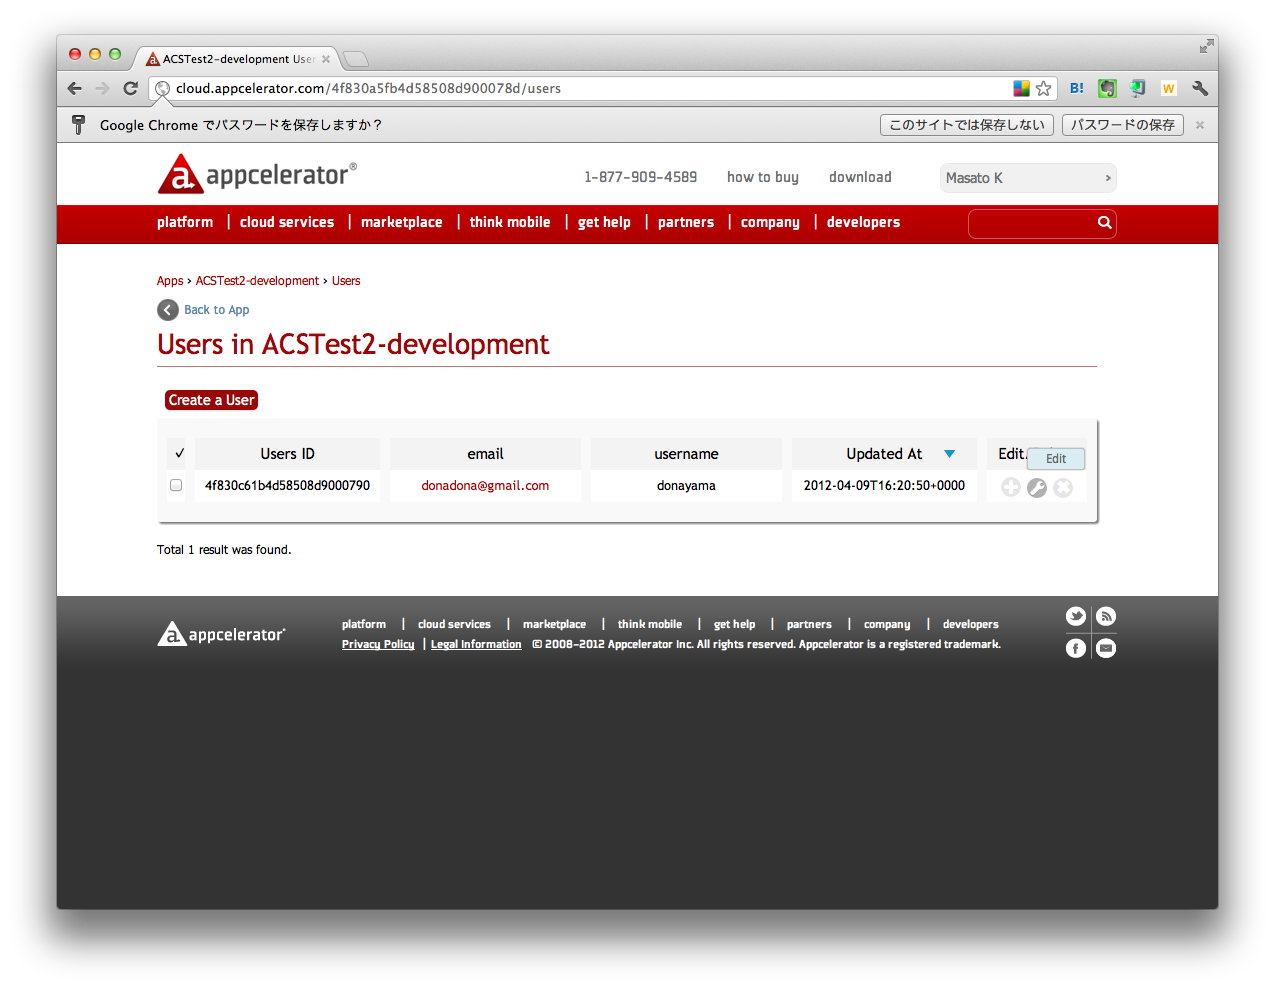 ACSTest2-development User
cloud.appcelerator.com/4f830a5fb4d58508d900078d/users
B!
W
Google Chrome でパスワードを保存しますか？
このサイトでは保存しない
パスワードの保存
appcelerator®
1-877-909-4589
how to buy
download
Masato K
platform | cloud services | marketplace | think mobile | get help | partners | company | developers
Apps › ACSTest2-development › Users
Back to App
Users in ACSTest2-development
Create a User
✓ Users ID email username Updated At Edit
Edit
4f830c61b4d58508d9000790 donadona@gmail.com donayama 2012-04-09T16:20:50+0000
Total 1 result was found.
appcelerator
platform | cloud services | marketplace | think mobile | get help | partners | company | developers
Privacy Policy | Legal Information © 2008-2012 Appcelerator Inc. All rights reserved. Appcelerator is a registered trademark.